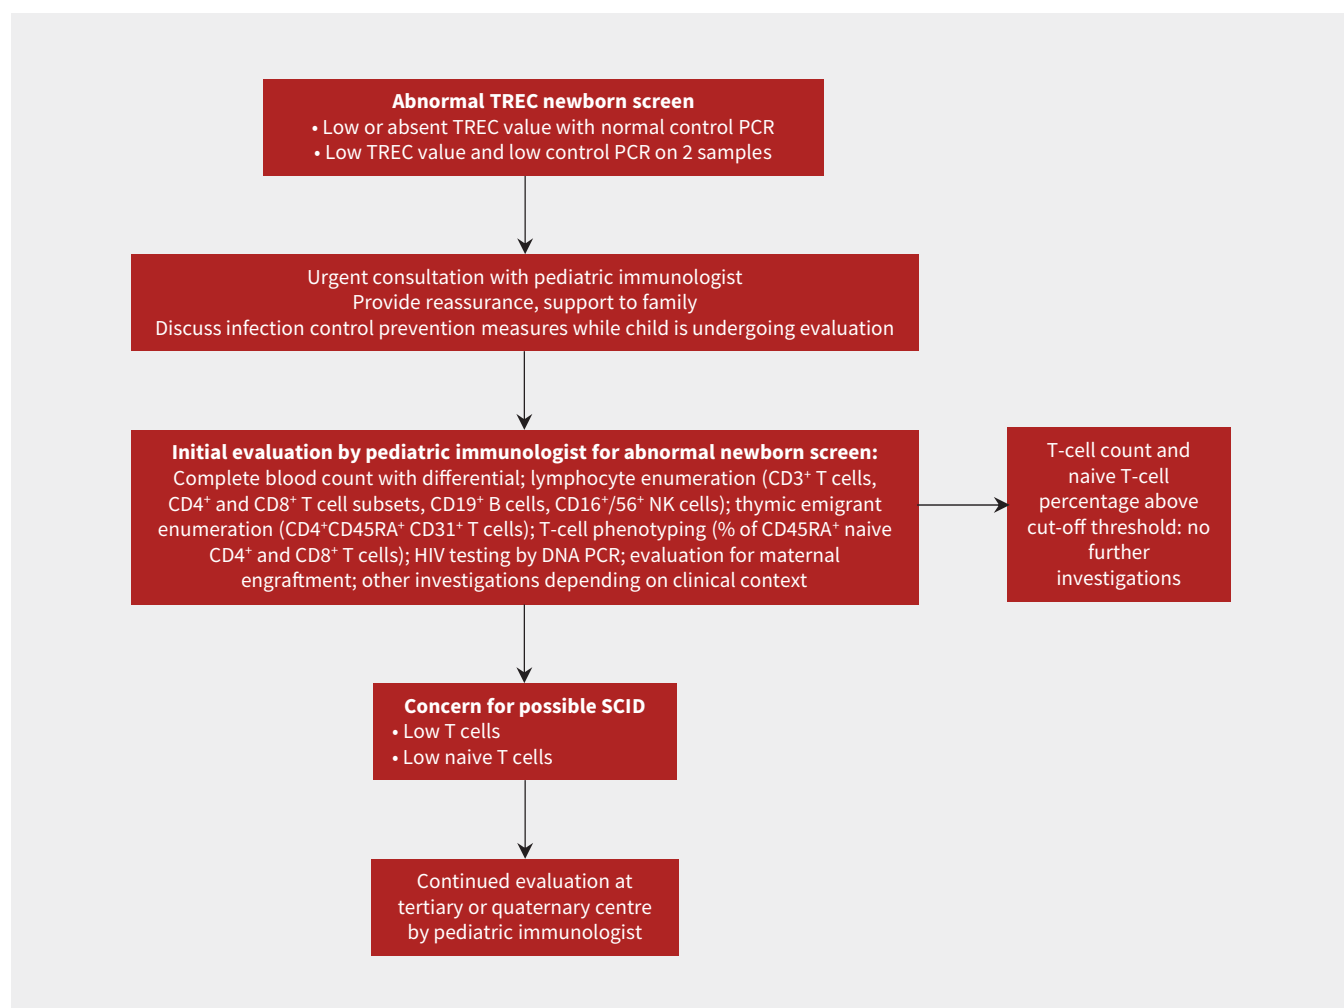 Abnormal TREC newborn screen
• Low or absent TREC value with normal control PCR
• Low TREC value and low control PCR on 2 samples
Urgent consultation with pediatric immunologist
Provide reassurance, support to family
Discuss infection control prevention measures while child is undergoing evaluation
Initial evaluation by pediatric immunologist for abnormal newborn screen:
Complete blood count with differential; lymphocyte enumeration (CD3⁺ T cells,
CD4⁺ and CD8⁺ T cell subsets, CD19⁺ B cells, CD16⁺/56⁺ NK cells); thymic emigrant
enumeration (CD4⁺CD45RA⁺ CD31⁺ T cells); T-cell phenotyping (% of CD45RA⁺ naive
CD4⁺ and CD8⁺ T cells); HIV testing by DNA PCR; evaluation for maternal
engraftment; other investigations depending on clinical context
T-cell count and
naive T-cell
percentage above
cut-off threshold: no
further
investigations
Concern for possible SCID
• Low T cells
• Low naive T cells
Continued evaluation at
tertiary or quaternary centre
by pediatric immunologist